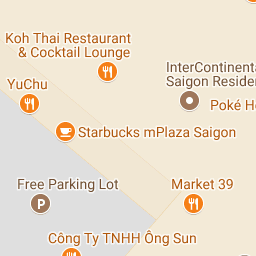 Koh Thai Restaurant
& Cocktail Lounge
InterContinenta
Saigon Residen
YuChu
Poké H
Starbucks mPlaza Saigon
Free Parking Lot
P
Market 39
Công Ty TNHH Ông Sun